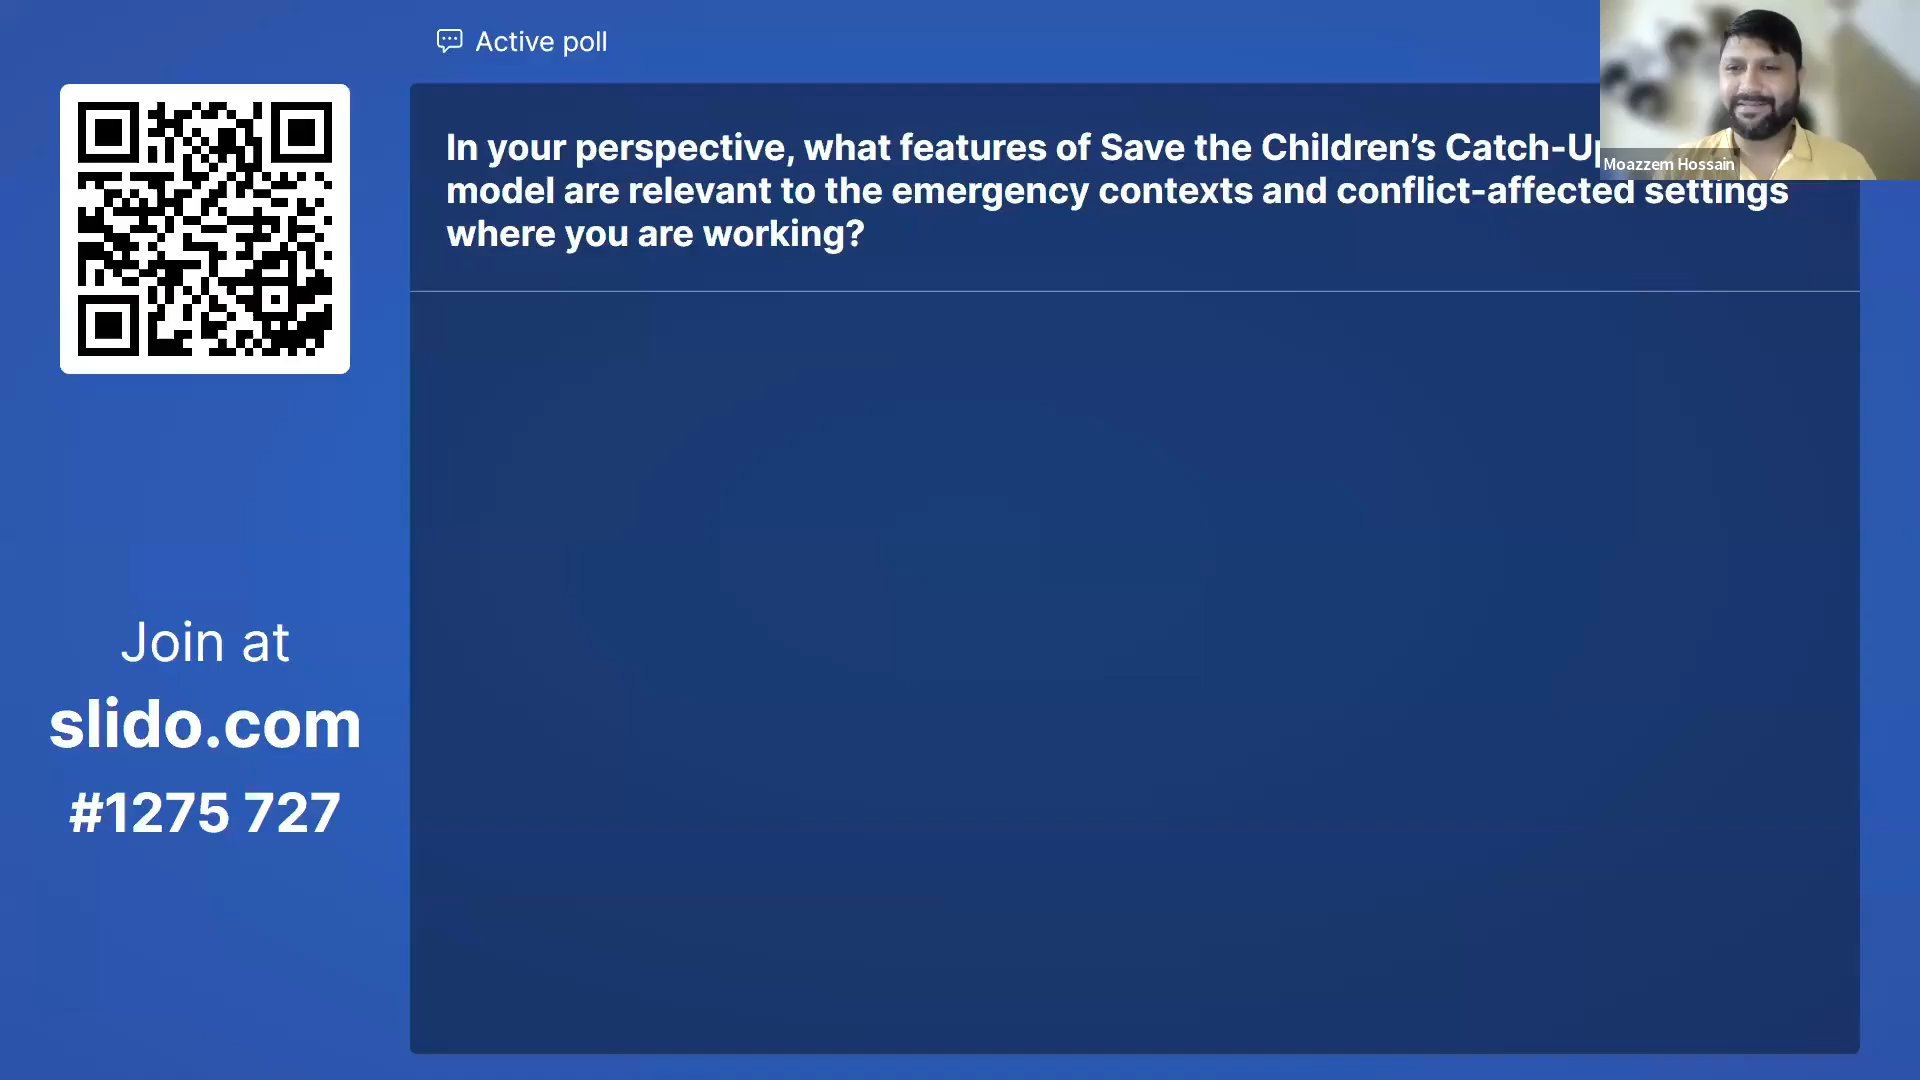 Active poll
In your perspective, what features of Save the Children’s Catch-Up
model are relevant to the emergency contexts and conflict-affected settings
where you are working?
Moazzem Hossain
Join at
slido.com
#1275 727